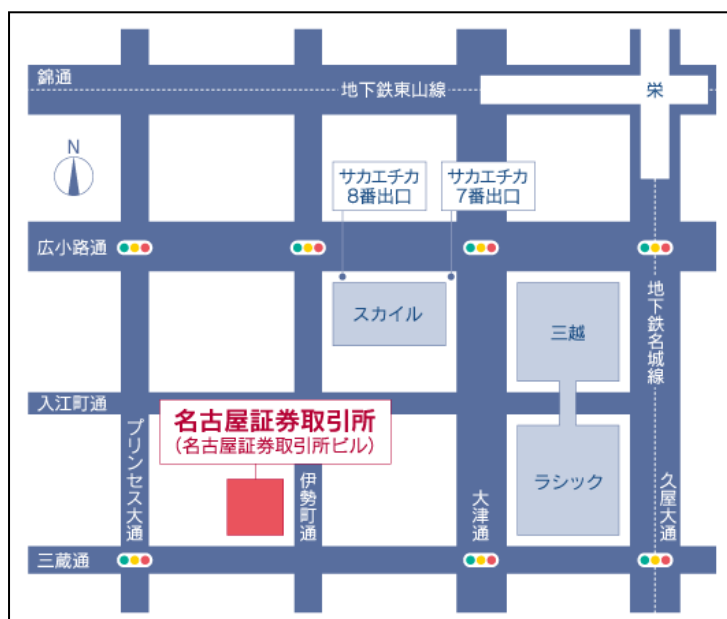 錦通
地下鉄東山線
栄
N
サカエチカ
8番出口
サカエチカ
7番出口
広小路通
スカイル
三越
地下鉄名城線
入江町通
名古屋証券取引所
（名古屋証券取引所ビル）
プリンセス大通
伊勢町通
大津通
ラシック
久屋大通
三蔵通